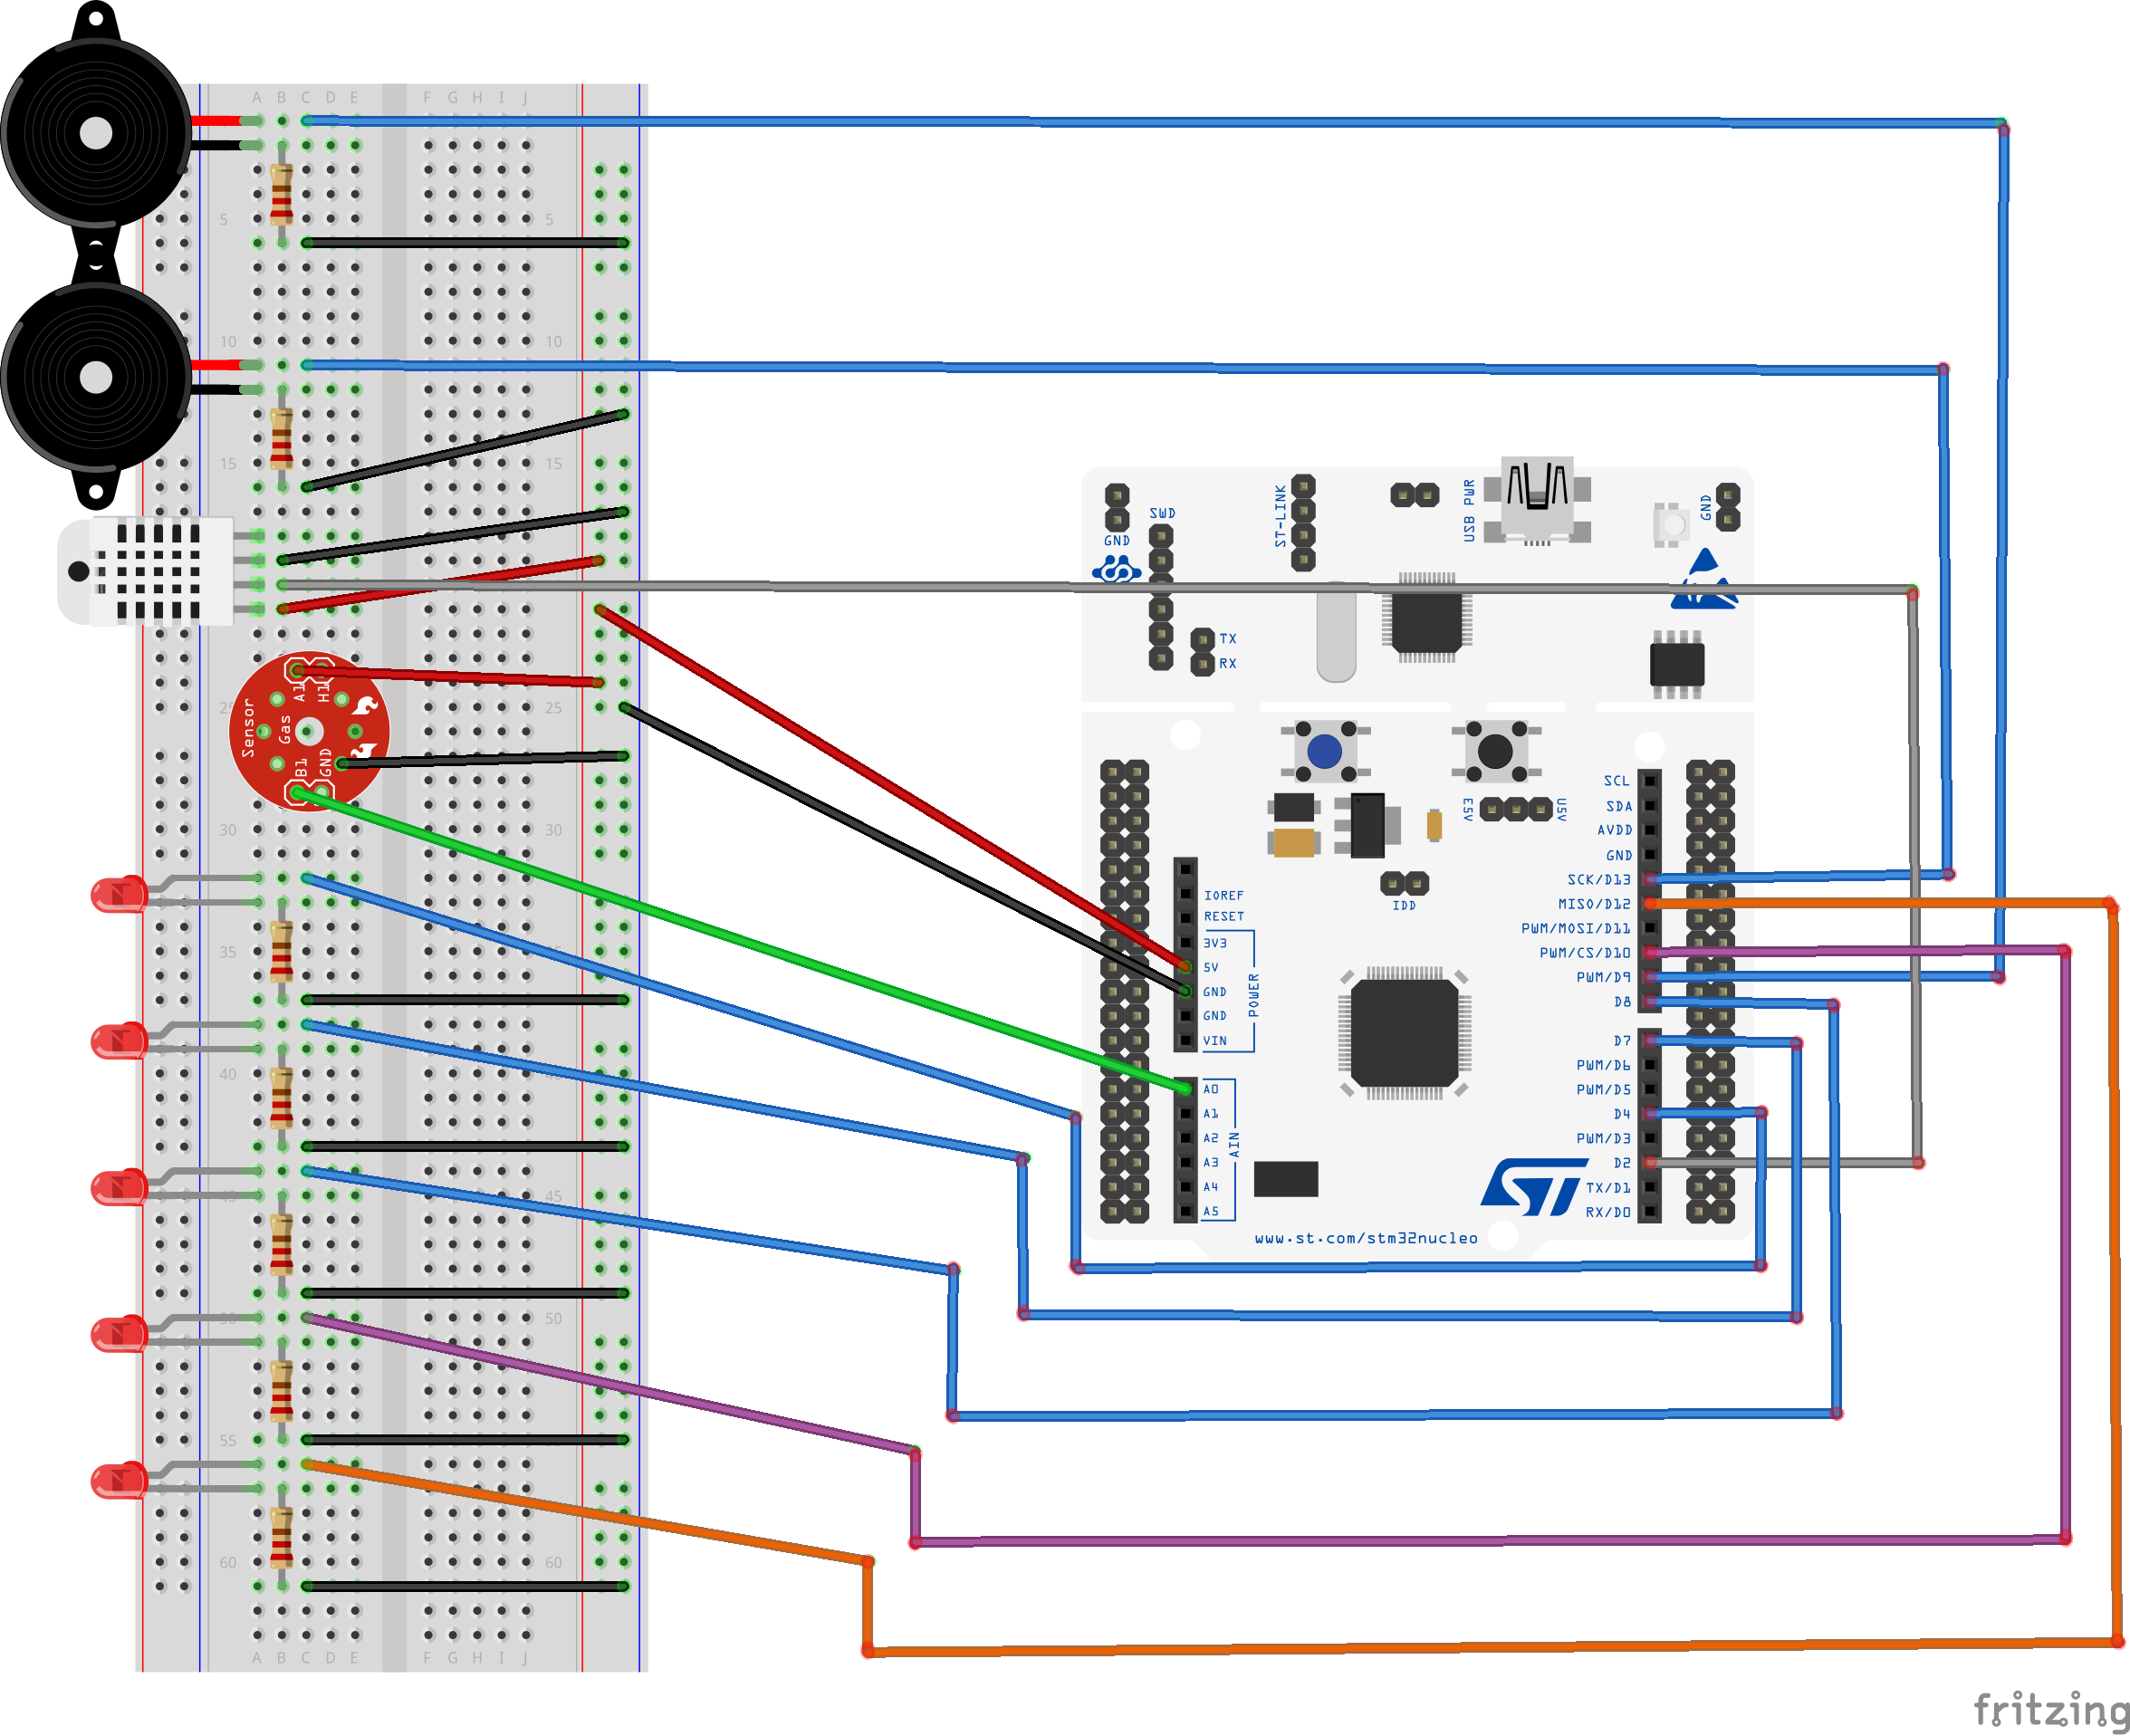 A B C D E F G H I J
5 5
10 10
15 15
25 25
30 30
35 35
40
45 45
50 50
55
60 60
A B C D E F G H I J
Sensor
Gas
A1
H1
B1
GND
GND
SWD
ST-LINK
USB PWR
GND
TX
RX
E5V
U5V
IDD
IOREF
RESET
3V3
5V
GND
GND
VIN
POWER
A0
A1
A2
A3
A4
A5
AIN
SCL
SDA
AVDD
GND
SCK/D13
MISO/D12
PWM/MOSI/D11
PWM/CS/D10
PWM/D9
D8
D7
PWM/D6
PWM/D5
D4
PWM/D3
D2
TX/D1
RX/D0
ST
www.st.com/stm32nucleo
fritzing